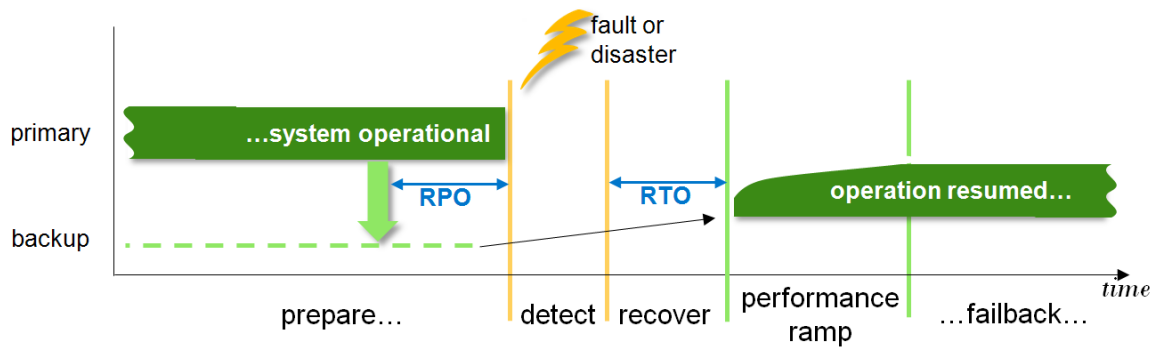 fault or
disaster
primary
...system operational
RPO
RTO
operation resumed...
backup
time
prepare...
detect
recover
performance
ramp
...failback...